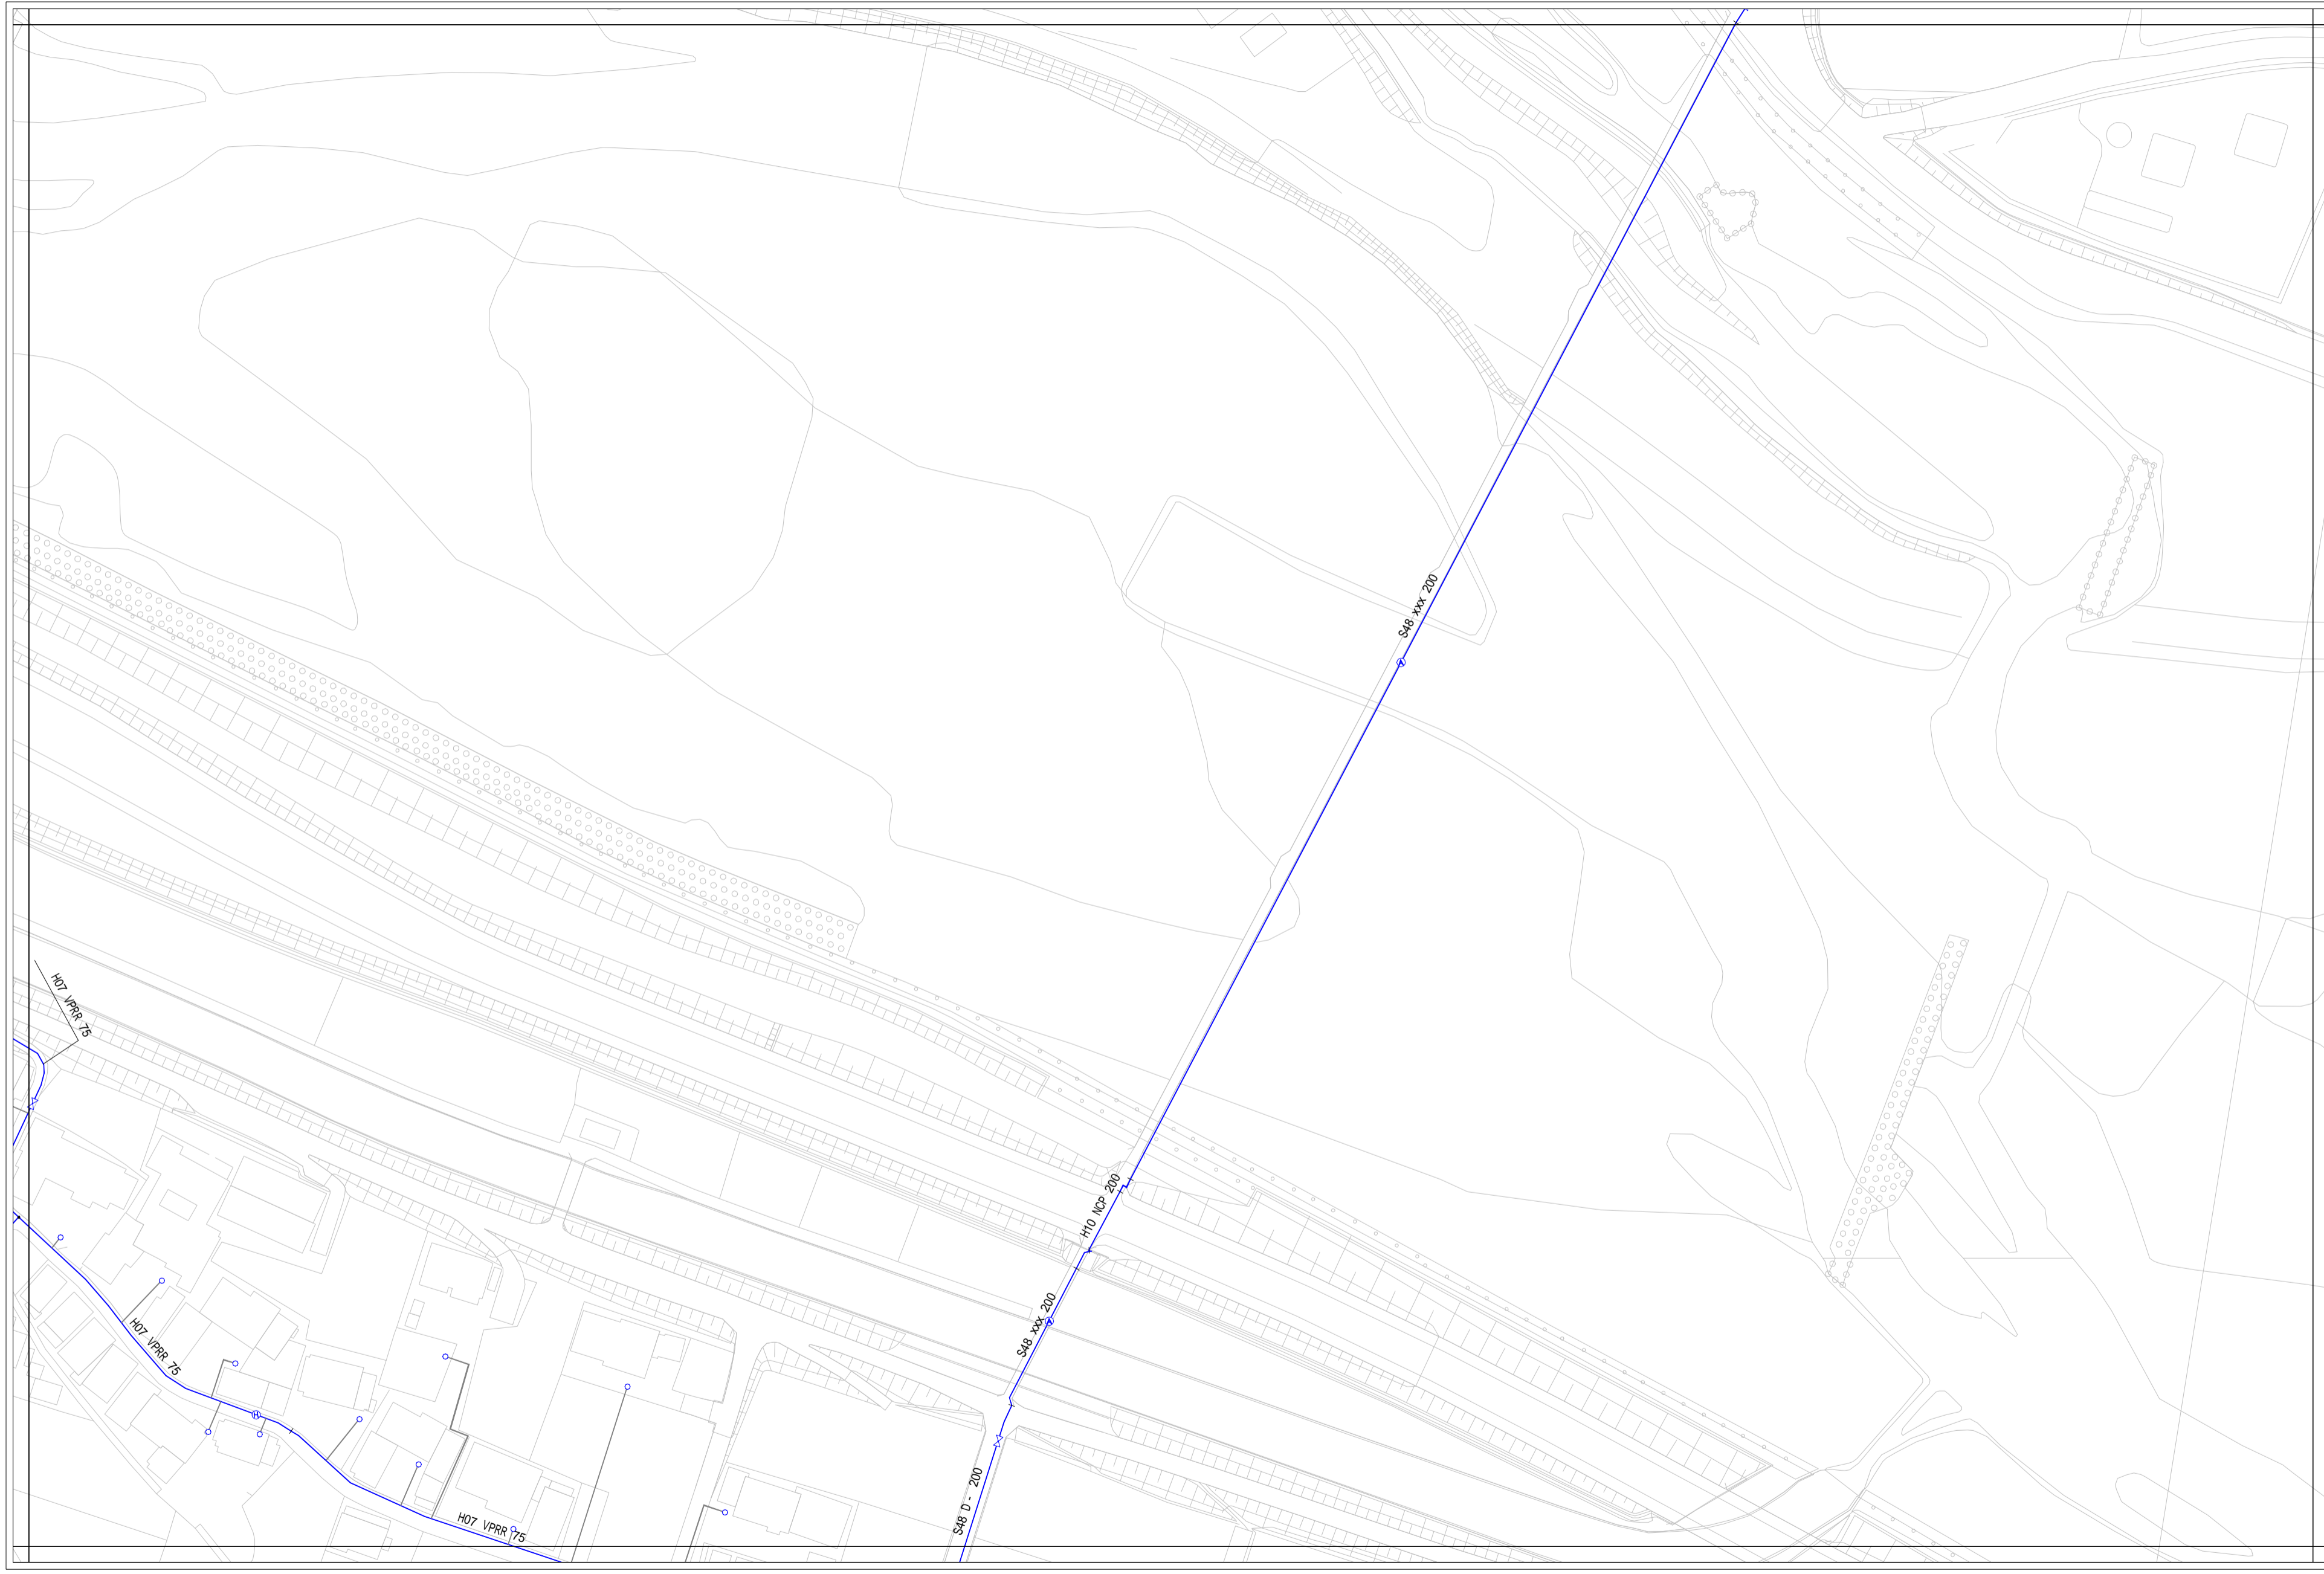 S48 xxx 200
A
H07 VPRR 75
H10 NCP 200
S48 xxx 200
A
H07 VPRR 75
H
S48 D - 200
H07 VPRR 75